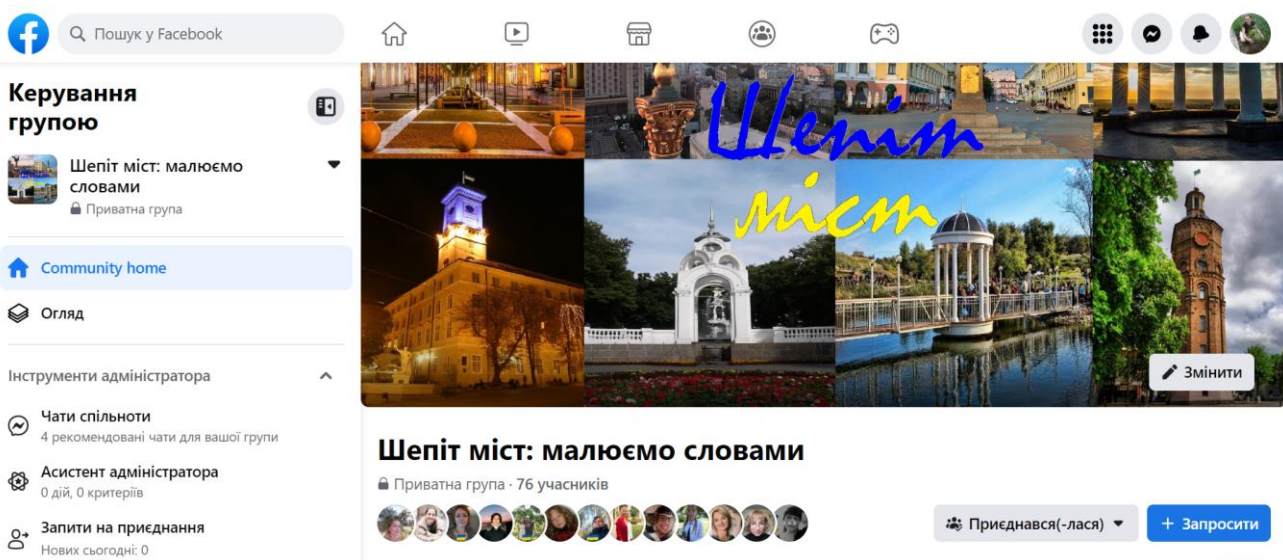 Пошук у Facebook
Керування
групою
Шепіт міст: малюємо
словами
Приватна група
Community home
Огляд
Інструменти адміністратора
Чати спільноти
4 рекомендовані чати для вашої групи
Асистент адміністратора
0 дій, 0 критеріїв
Запити на приєднання
Нових сьогодні: 0
Шепіт
міст
Змінити
Шепіт міст: малюємо словами
Приватна група · 76 учасників
Приєднався(-лася)
+ Запросити